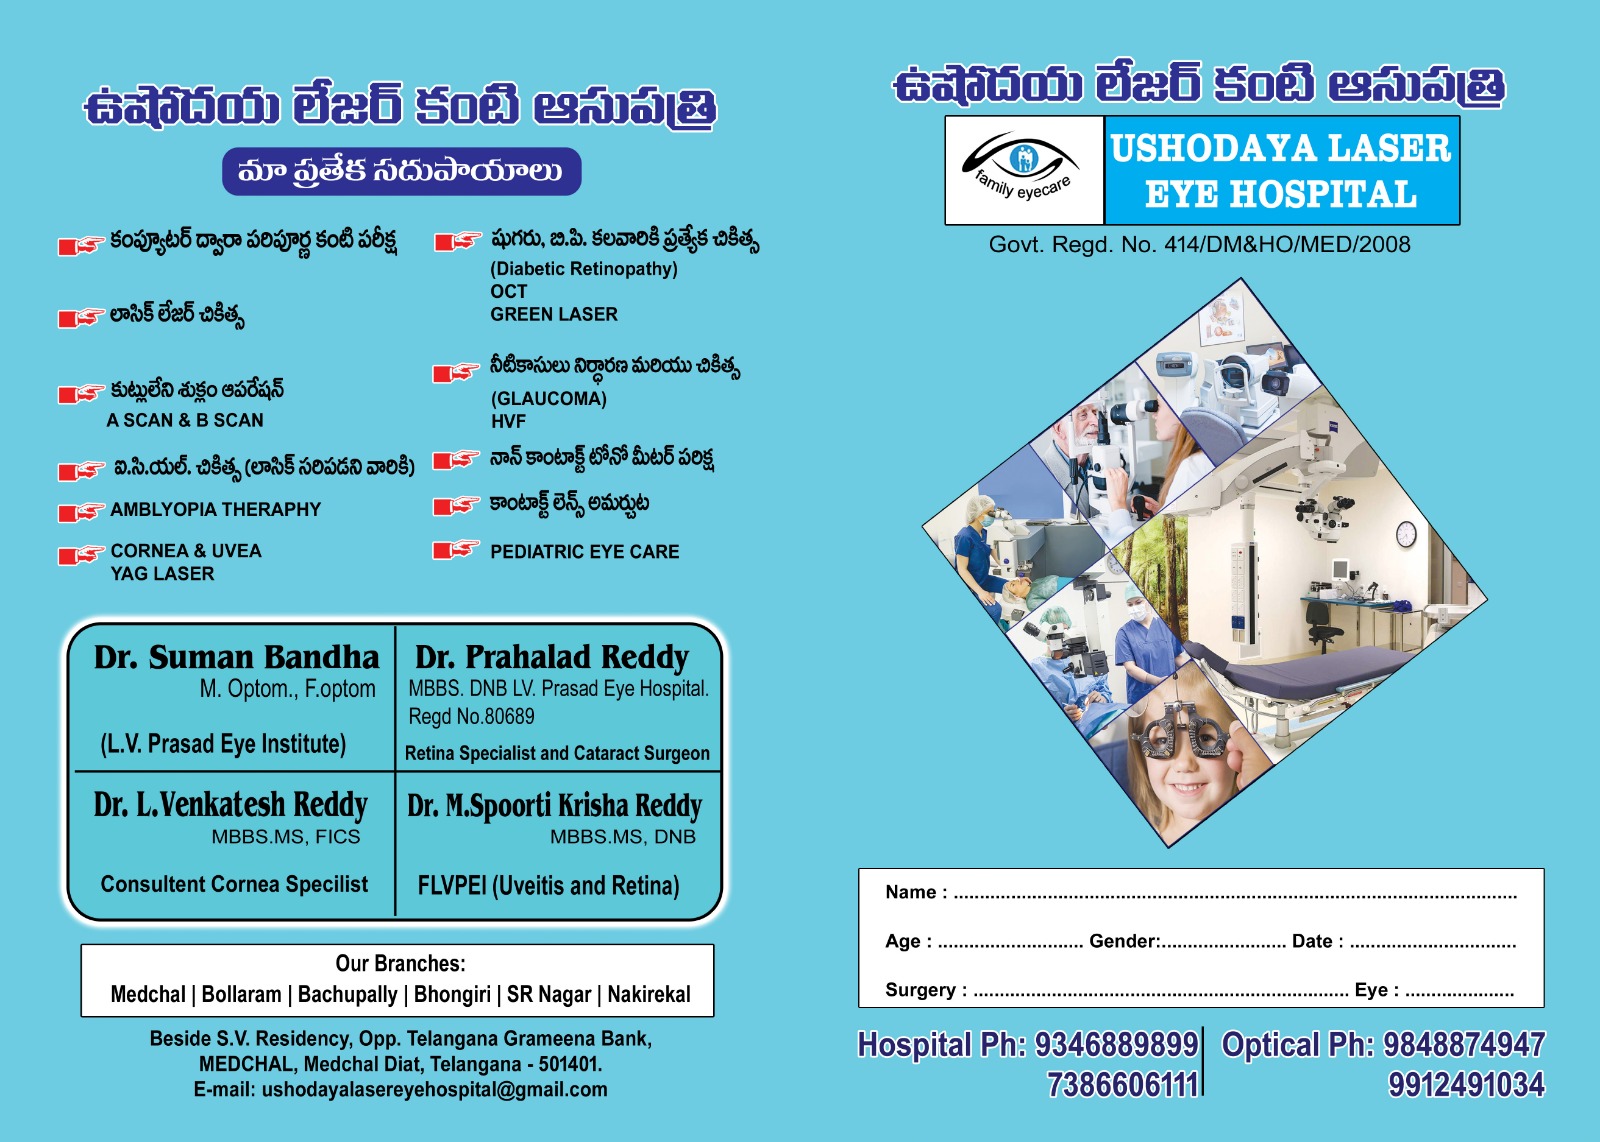 ఉషోదయ లేజర్ కంటి ఆసుపత్రి
మా ప్రతేక సదుపాయాలు
కంప్యూటర్ ద్వారా పరిపూర్ణ కంటి పరీక్ష
లాసిక్ లేజర్ చికిత్స
కుట్లులేని శుక్లం ఆపరేషన్
A SCAN & B SCAN
ఐ.సి.యల్. చికిత్స (లాసిక్ సరిపడని వారికి)
AMBLYOPIA THERAPHY
CORNEA & UVEA
YAG LASER
షుగరు, బి.పి. కలవారికి ప్రత్యేక చికిత్స
(Diabetic Retinopathy)
OCT
GREEN LASER
నీటికాసులు నిర్ధారణ మరియు చికిత్స
(GLAUCOMA)
HVF
నాన్ కాంటాక్ట్ టోనో మీటర్ పరిక్ష
కాంటాక్ట్ లెన్స్ అమర్చుట
PEDIATRIC EYE CARE
Dr. Suman Bandha
M. Optom., F.optom
(L.V. Prasad Eye Institute)
Dr. Prahalad Reddy
MBBS. DNB LV. Prasad Eye Hospital.
Regd No.80689
Retina Specialist and Cataract Surgeon
Dr. L.Venkatesh Reddy
MBBS.MS, FICS
Consultent Cornea Specilist
Dr. M.Spoorti Krisha Reddy
MBBS.MS, DNB
FLVPEI (Uveitis and Retina)
Our Branches:
Medchal | Bollaram | Bachupally | Bhongiri | SR Nagar | Nakirekal
Beside S.V. Residency, Opp. Telangana Grameena Bank,
MEDCHAL, Medchal Diat, Telangana - 501401.
E-mail: ushodayalasereyehospital@gmail.com
ఉషోదయ లేజర్ కంటి ఆసుపత్రి
family eyecare
USHODAYA LASER
EYE HOSPITAL
Govt. Regd. No. 414/DM&HO/MED/2008
Name : ............................................................................................................
Age : ............................ Gender:........................ Date : ................................
Surgery : ........................................................................ Eye : .....................
Hospital Ph: 9346889899
7386606111
Optical Ph: 9848874947
9912491034